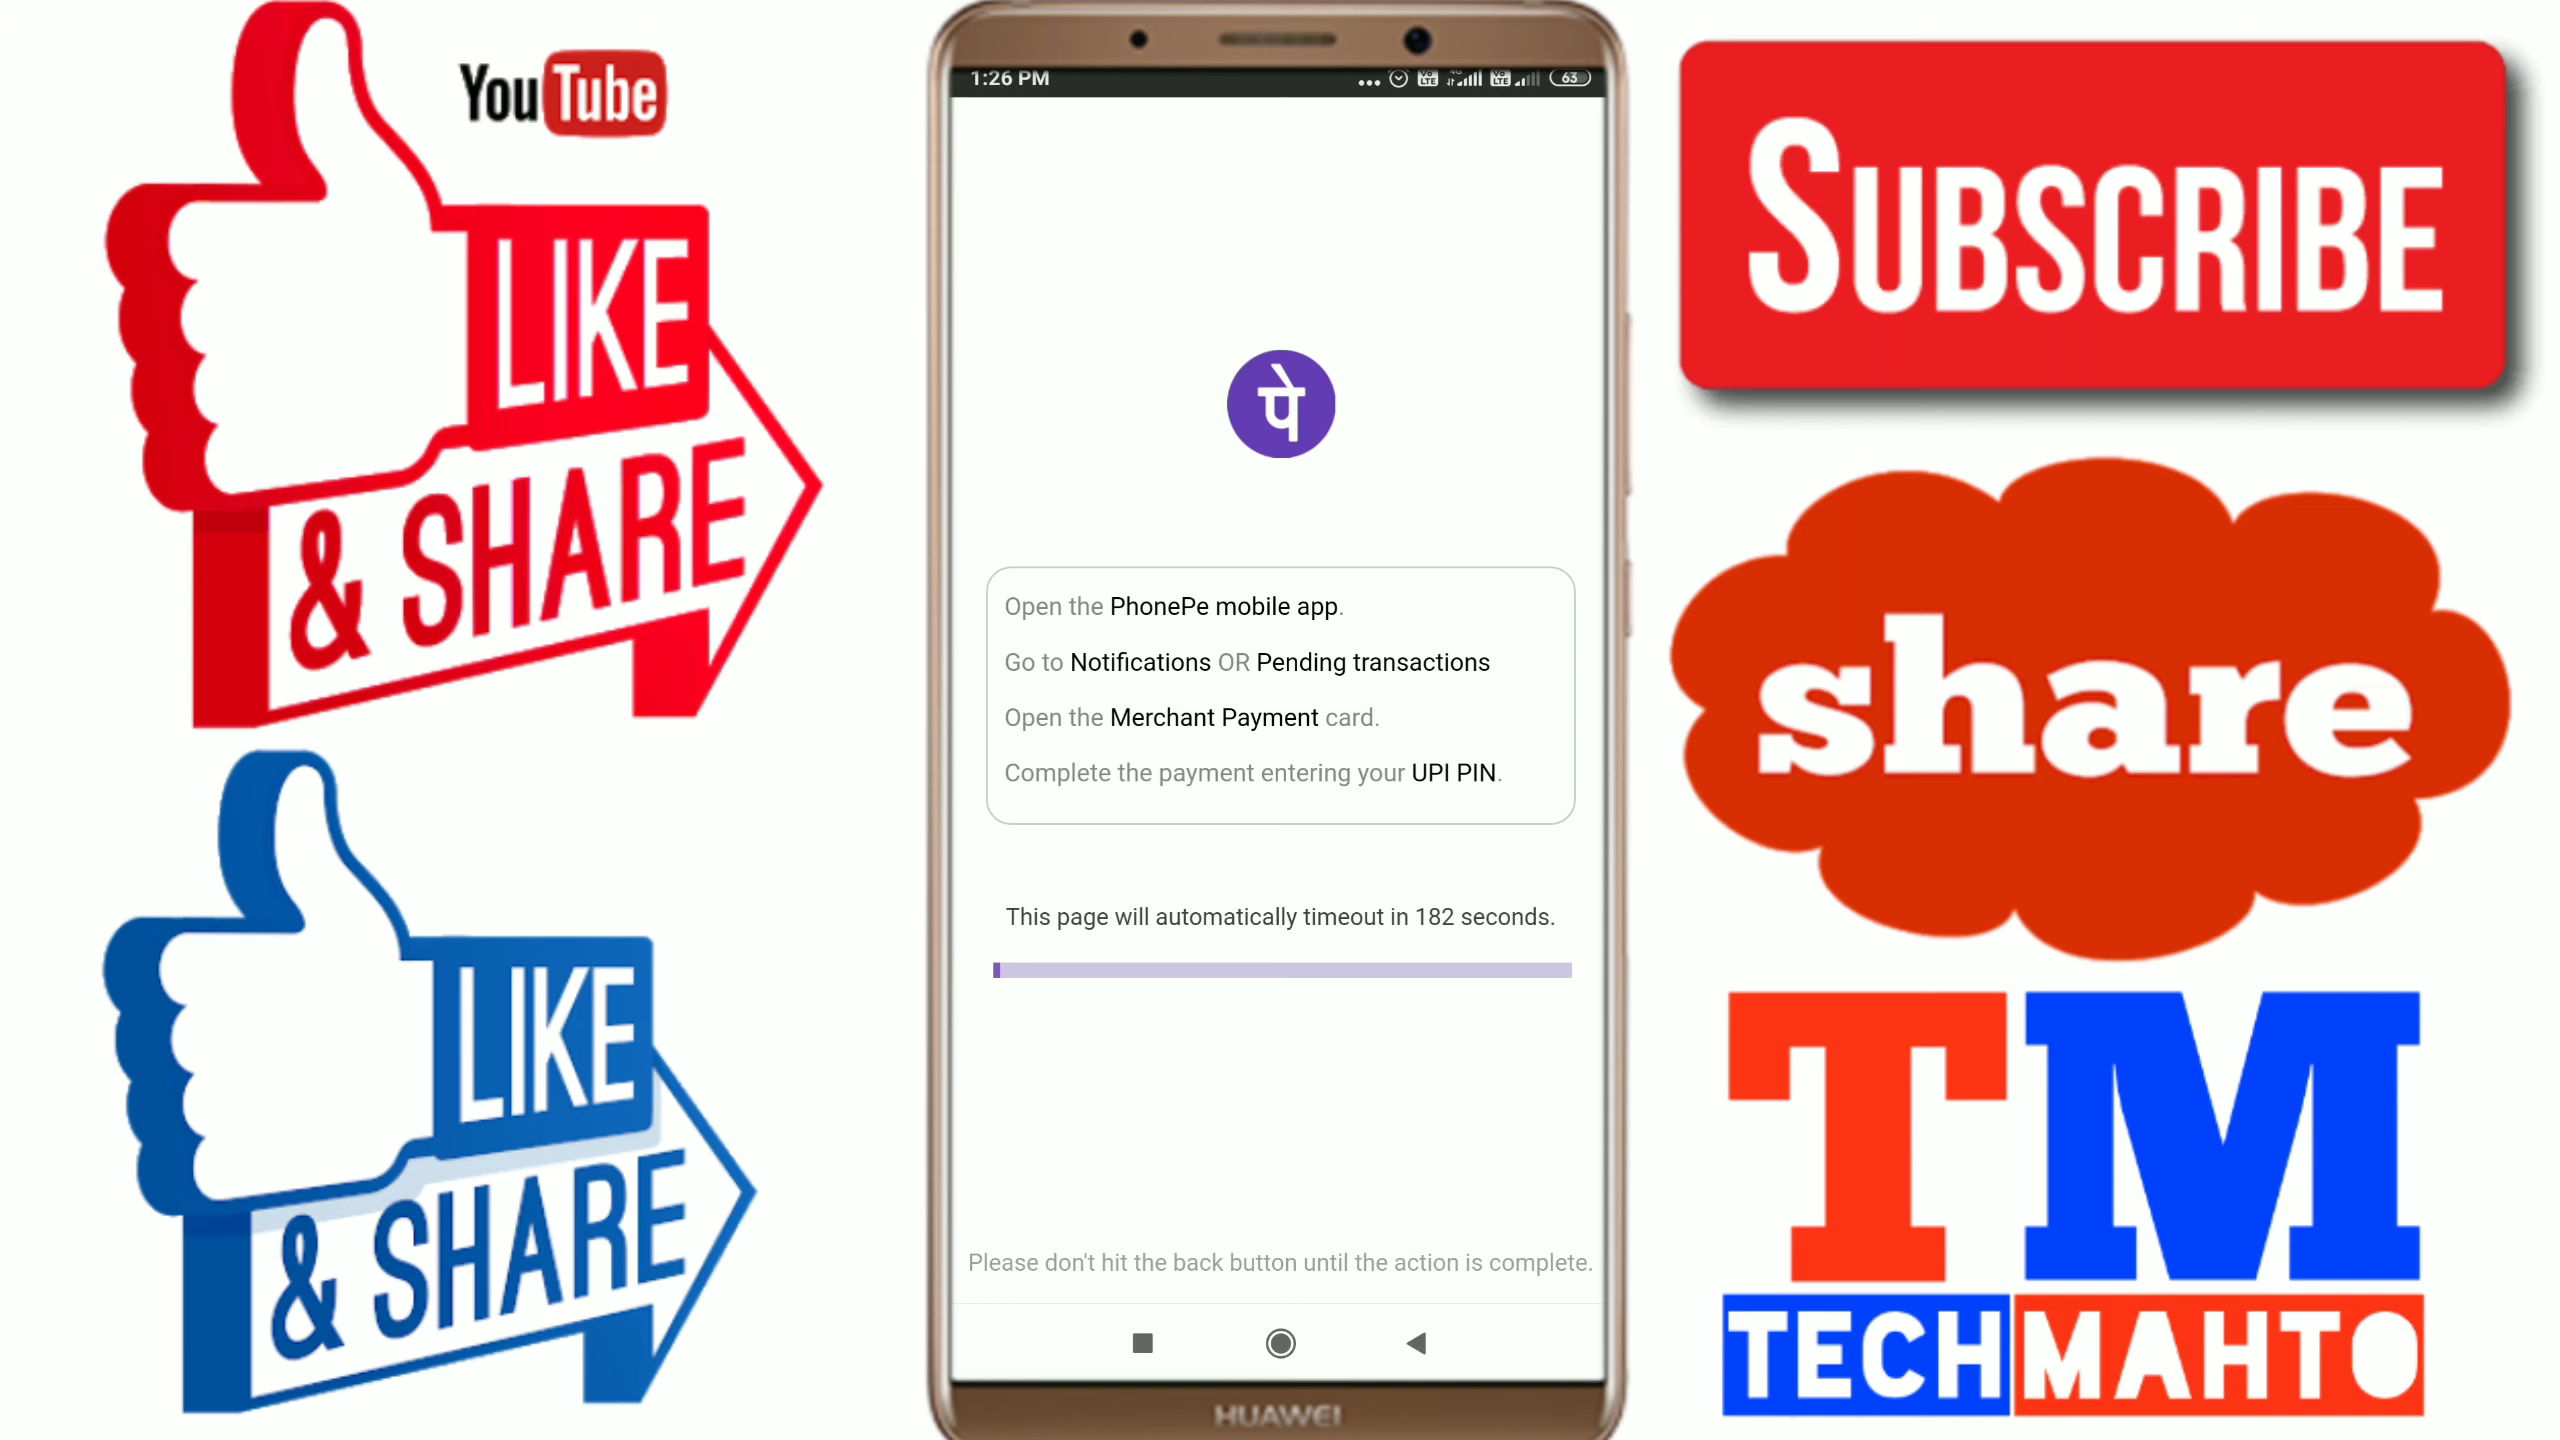 YouTube
LIKE
& SHARE
LIKE
& SHARE
1:26 PM
63
पे
Open the PhonePe mobile app.
Go to Notifications OR Pending transactions
Open the Merchant Payment card.
Complete the payment entering your UPI PIN.
This page will automatically timeout in 182 seconds.
Please don't hit the back button until the action is complete.
HUAWEI
SUBSCRIBE
share
TM
TECH MAHTO